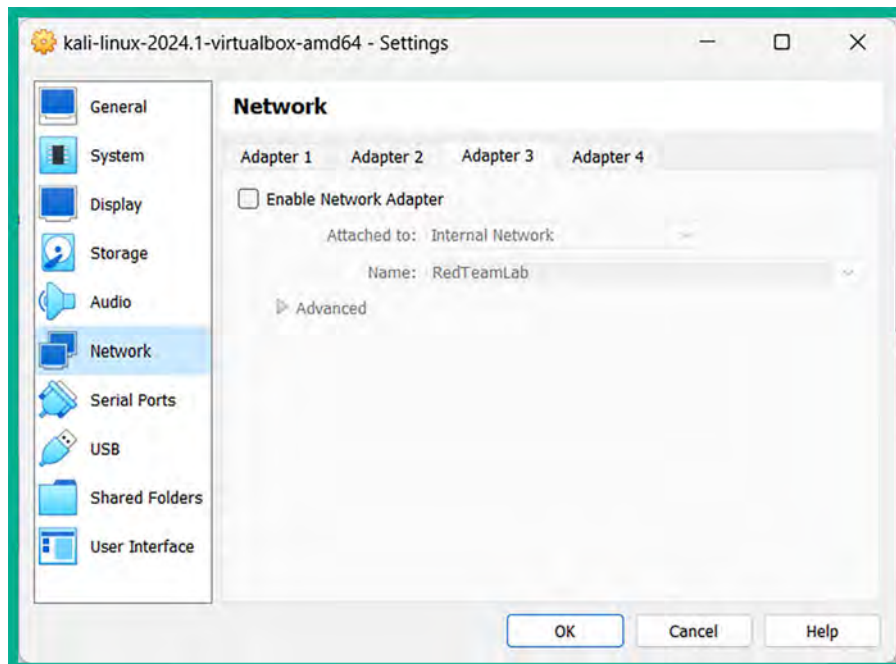 kali-linux-2024.1-virtualbox-amd64 - Settings
General
System
Display
Storage
Audio
Network
Serial Ports
USB
Shared Folders
User Interface
Network
Adapter 1 Adapter 2 Adapter 3 Adapter 4
Enable Network Adapter
Attached to: Internal Network
Name: RedTeamLab
Advanced
OK Cancel Help